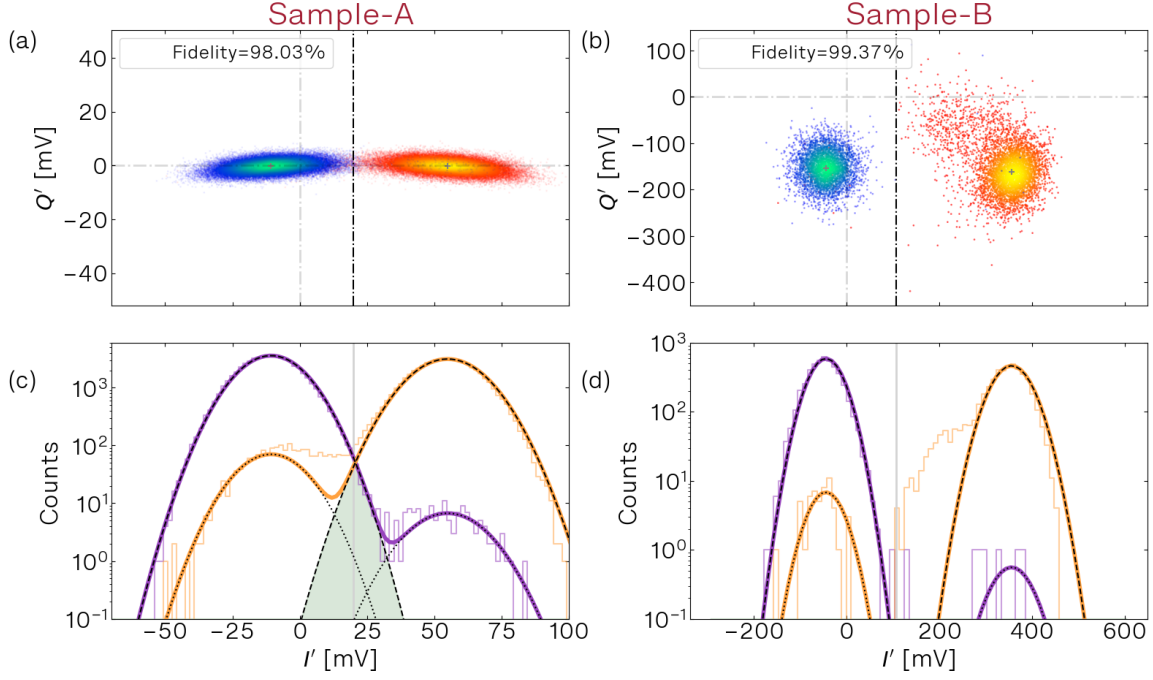 Sample-A
Sample-B
(a)
Fidelity=98.03%
40
20
0
−20
−40
Q′ [mV]
(b)
Fidelity=99.37%
100
0
−100
−200
−300
−400
Q′ [mV]
(c)
10³
10²
10¹
10⁰
10⁻¹
Counts
−50
−25
0
25
50
75
100
I′ [mV]
(d)
10³
10²
10¹
10⁰
10⁻¹
Counts
−200
0
200
400
600
I′ [mV]